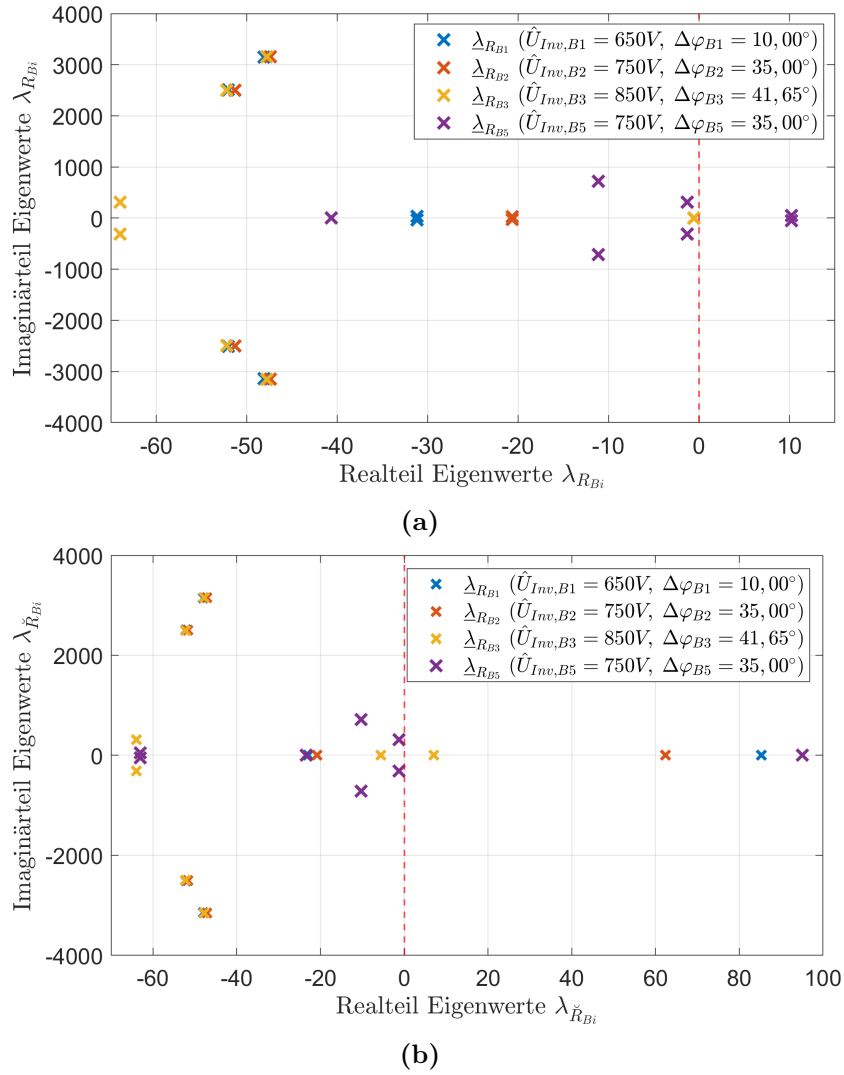 4000
3000
2000
1000
0
-1000
-2000
-3000
-4000
Imaginärteil Eigenwerte λ_{R_{Bi}}
λ_{R_{B1}} (Û_{Inv,B1} = 650V, Δφ_{B1} = 10,00°)
λ_{R_{B2}} (Û_{Inv,B2} = 750V, Δφ_{B2} = 35,00°)
λ_{R_{B3}} (Û_{Inv,B3} = 850V, Δφ_{B3} = 41,65°)
λ_{R_{B5}} (Û_{Inv,B5} = 750V, Δφ_{B5} = 35,00°)
-60 -50 -40 -30 -20 -10 0 10
Realteil Eigenwerte λ_{R_{Bi}}
(a)
4000
2000
0
-2000
-4000
Imaginärteil Eigenwerte λ_{R̆_{Bi}}
λ_{R_{B1}} (Û_{Inv,B1} = 650V, Δφ_{B1} = 10,00°)
λ_{R_{B2}} (Û_{Inv,B2} = 750V, Δφ_{B2} = 35,00°)
λ_{R_{B3}} (Û_{Inv,B3} = 850V, Δφ_{B3} = 41,65°)
λ_{R_{B5}} (Û_{Inv,B5} = 750V, Δφ_{B5} = 35,00°)
-60 -40 -20 0 20 40 60 80 100
Realteil Eigenwerte λ_{R̆_{Bi}}
(b)